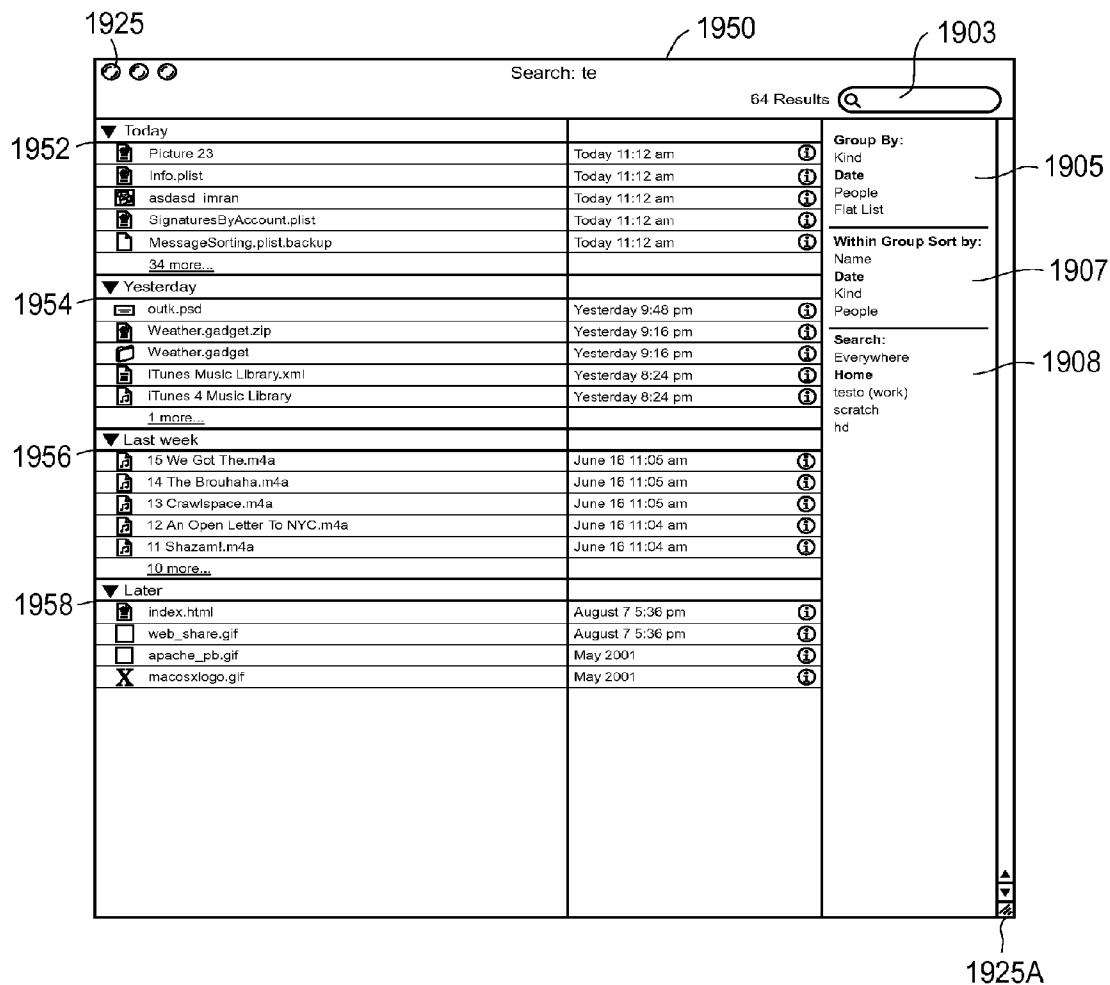 1925
1950
1903
Search: te
64 Results
Today
1952
Picture 23 Today 11:12 am
Info.plist Today 11:12 am
asdasd imran Today 11:12 am
SignaturesByAccount.plist Today 11:12 am
MessageSorting.plist.backup Today 11:12 am
34 more...
Yesterday
1954
outk.psd Yesterday 9:48 pm
Weather.gadget.zip Yesterday 9:16 pm
Weather.gadget Yesterday 9:16 pm
iTunes Music Library.xml Yesterday 8:24 pm
iTunes 4 Music Library Yesterday 8:24 pm
1 more...
Last week
1956
15 We Got The.m4a June 16 11:05 am
14 The Brouhaha.m4a June 16 11:05 am
13 Crawlspace.m4a June 16 11:05 am
12 An Open Letter To NYC.m4a June 16 11:04 am
11 Shazam!.m4a June 16 11:04 am
10 more...
Later
1958
index.html August 7 5:36 pm
web_share.gif August 7 5:36 pm
apache_pb.gif May 2001
macosxlogo.gif May 2001
Group By:
Kind
Date
People
Flat List
1905
Within Group Sort by:
Name
Date
Kind
People
1907
Search:
Everywhere
Home
testo (work)
scratch
hd
1908
1925A